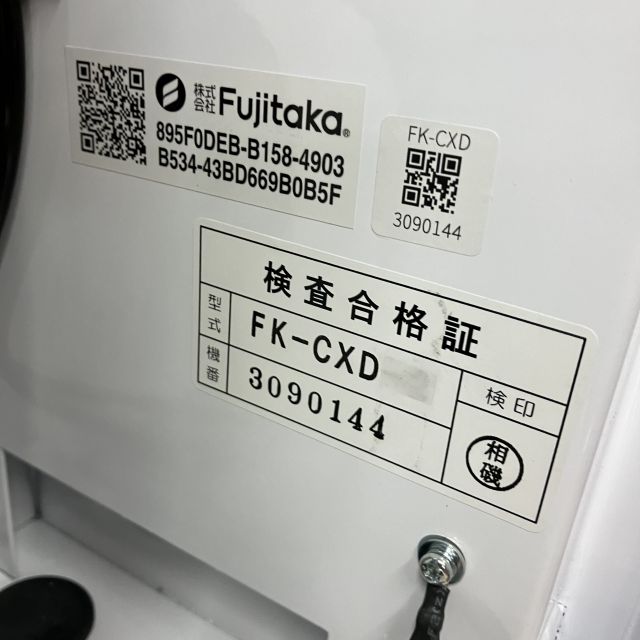 株式会社 Fujitaka®
895F0DEB-B158-4903
B534-43BD669B0B5F
FK-CXD
3090144
検査合格証
型式 FK-CXD
機番 3090144
検印
相磯